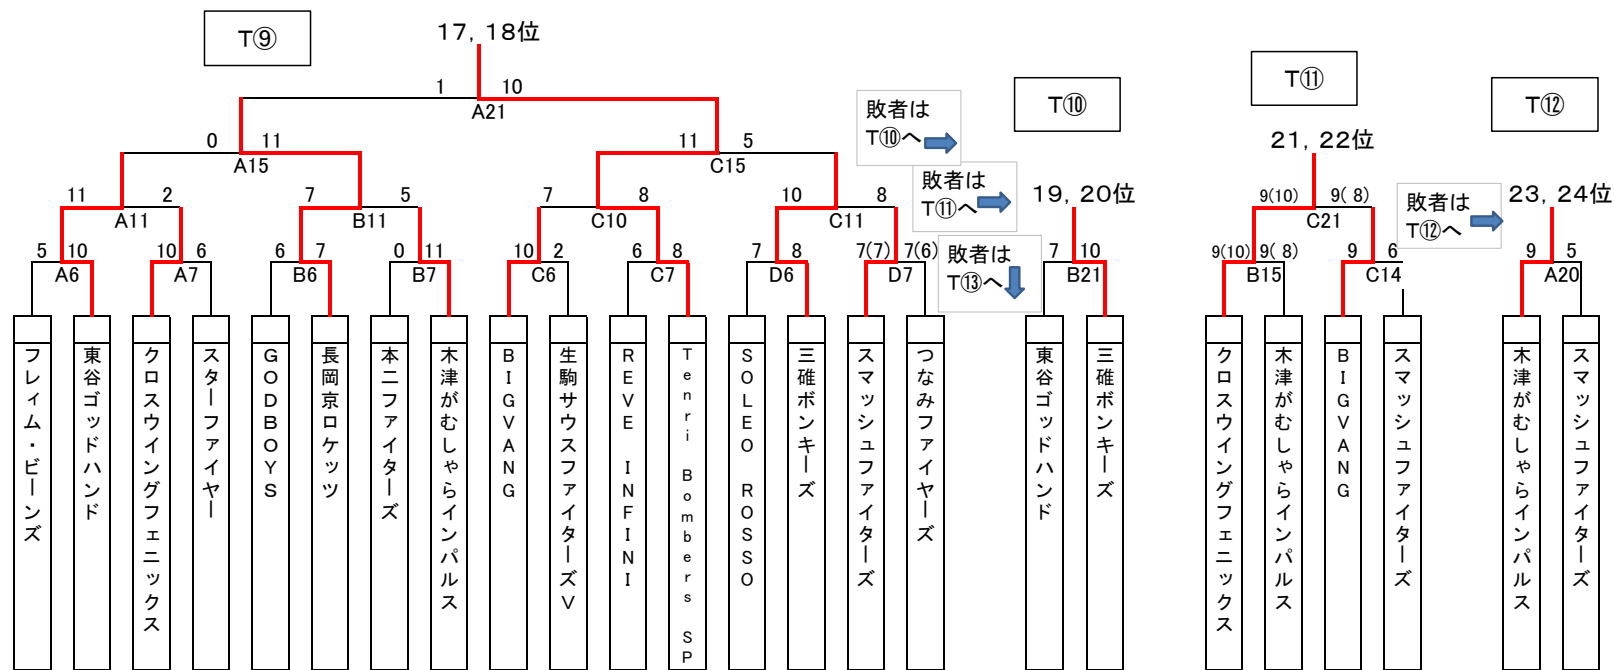 T⑨
17, 18位
1 10
A21
0 11
A15
11 5
C15
11 2
A11
7 5
B11
7 8
C10
10 8
C11
5 10
A6
10 6
A7
6 7
B6
0 11
B7
10 2
C6
6 8
C7
7 8
D6
7(7) 7(6)
D7
フレイム・ビーンズ
東谷ゴッドハンド
クロスウイングフェニックス
スターファイヤー
GODBOYS
長岡京ロケッツ
本二ファイターズ
木津がむしゃらインパルス
BIGVANG
生駒サウスファイターズV
REVE INFINI
Tenri Bombers SP
SOLEO ROSSO
三碓ボンキーズ
スマッシュファイターズ
つなみファイヤーズ
敗者は
T⑩へ
敗者は
T⑪へ
敗者は
T⑬へ
T⑩
19, 20位
7 10
B21
東谷ゴッドハンド
三碓ボンキーズ
T⑪
21, 22位
9(10) 9( 8)
C21
9(10) 9( 8)
B15
9 6
C14
クロスウイングフェニックス
木津がむしゃらインパルス
BIGVANG
スマッシュファイターズ
敗者は
T⑫へ
T⑫
23, 24位
9 5
A20
木津がむしゃらインパルス
スマッシュファイターズ